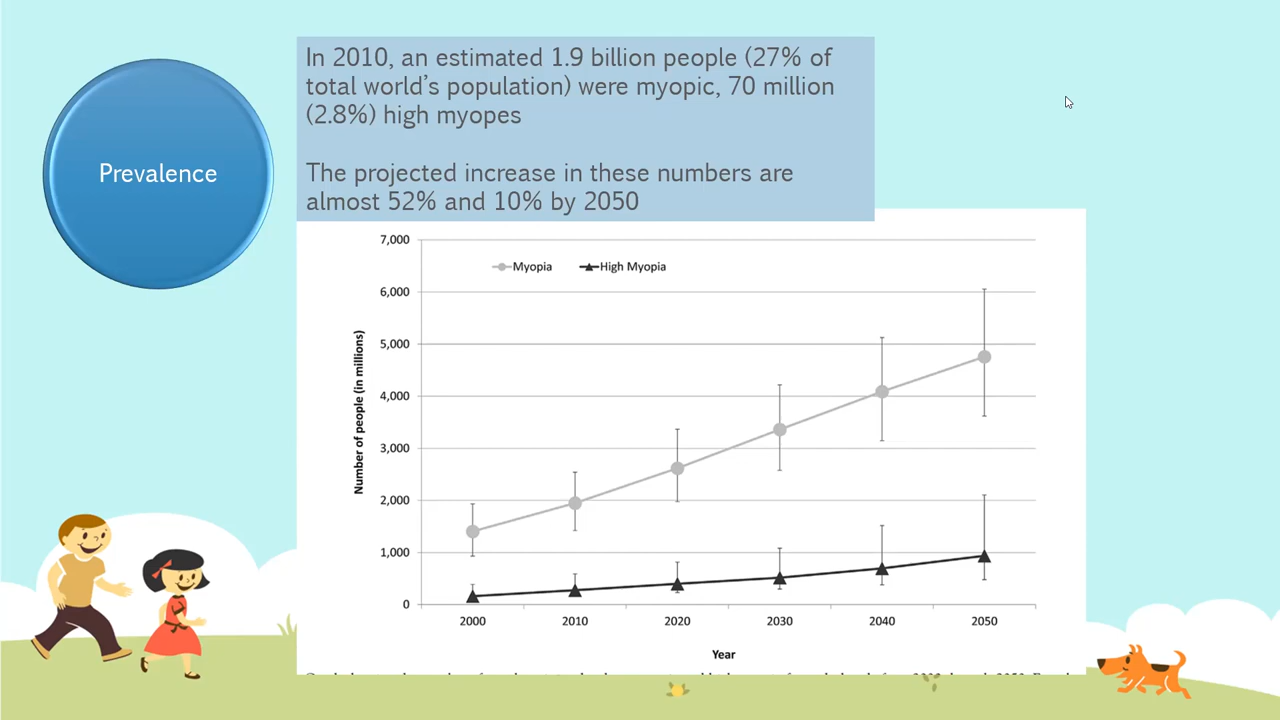 Prevalence
In 2010, an estimated 1.9 billion people (27% of
total world's population) were myopic, 70 million
(2.8%) high myopes
The projected increase in these numbers are
almost 52% and 10% by 2050
Myopia
High Myopia
Number of people (in millions)
7,000
6,000
5,000
4,000
3,000
2,000
1,000
0
2000 2010 2020 2030 2040 2050
Year